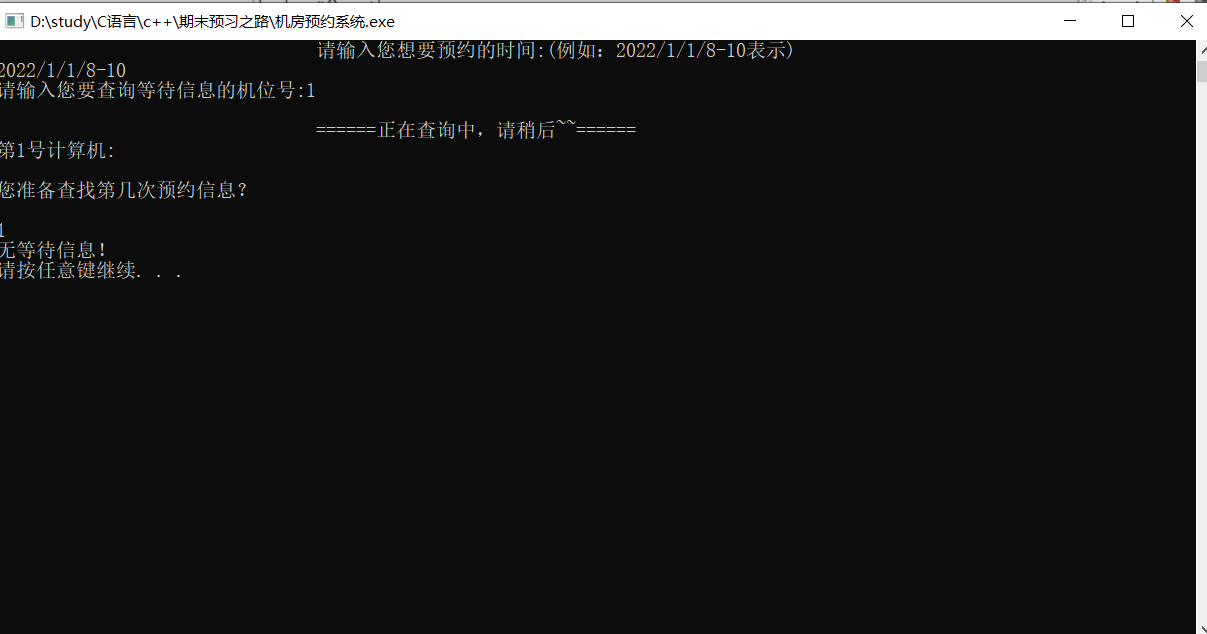 D:\study\C语言\c++\期末预习之路\机房预约系统.exe
请输入您想要预约的时间:(例如：2022/1/1/8-10表示)
2022/1/1/8-10
请输入您要查询等待信息的机位号:1
======正在查询中，请稍后~~======
第1号计算机:
您准备查找第几次预约信息？
1
无等待信息！
请按任意键继续. . .